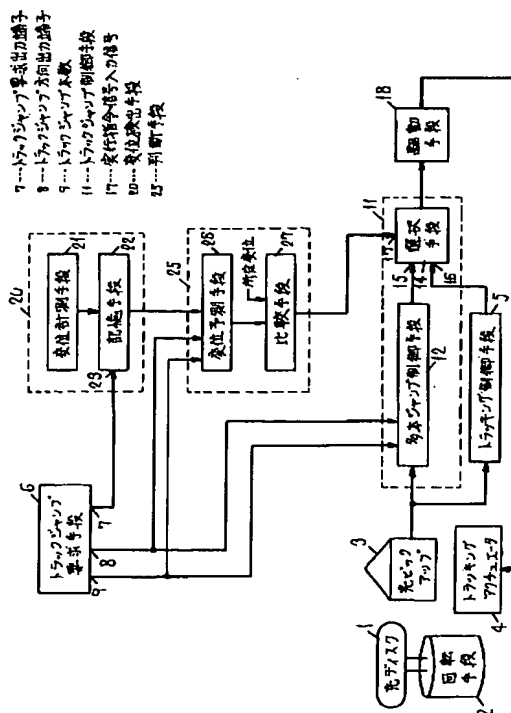 7‥‥トラックジャンプ要求出力端子
8‥‥トラックジャンプ方向出力端子
9‥‥トラックジャンプ本数
11‥‥トラックジャンプ制御手段
17‥‥実行指令信号入力信号
20‥‥変位検出手段
25‥‥判断手段
6
トラックジャンプ
要求手段
7
8
9
20
変位計測手段
21
記憶手段
22
23
25
変位予測手段
26
所定変位
比較手段
27
18
駆動
手段
11
選択
手段
17
14
15
16
多本ジャンプ制御手段
12
トラッキング制御手段
5
光ピック
アップ
3
トラッキング
アクチュエータ
4
光ディスク
1
回転
手段
2